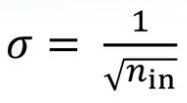 σ = 1/√n_in